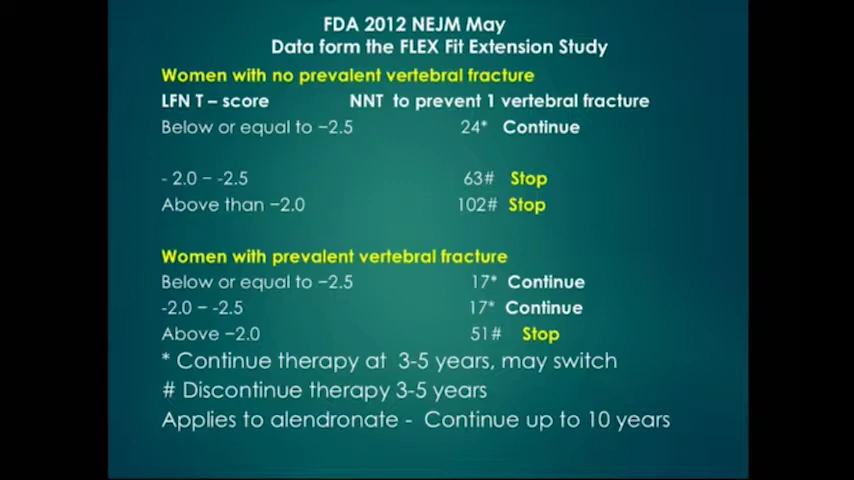 FDA 2012 NEJM May
Data form the FLEX Fit Extension Study
Women with no prevalent vertebral fracture
LFN T – score NNT to prevent 1 vertebral fracture
Below or equal to −2.5 24* Continue
- 2.0 − -2.5 63# Stop
Above than −2.0 102# Stop
Women with prevalent vertebral fracture
Below or equal to −2.5 17* Continue
-2.0 − -2.5 17* Continue
Above −2.0 51# Stop
* Continue therapy at 3-5 years, may switch
# Discontinue therapy 3-5 years
Applies to alendronate - Continue up to 10 years